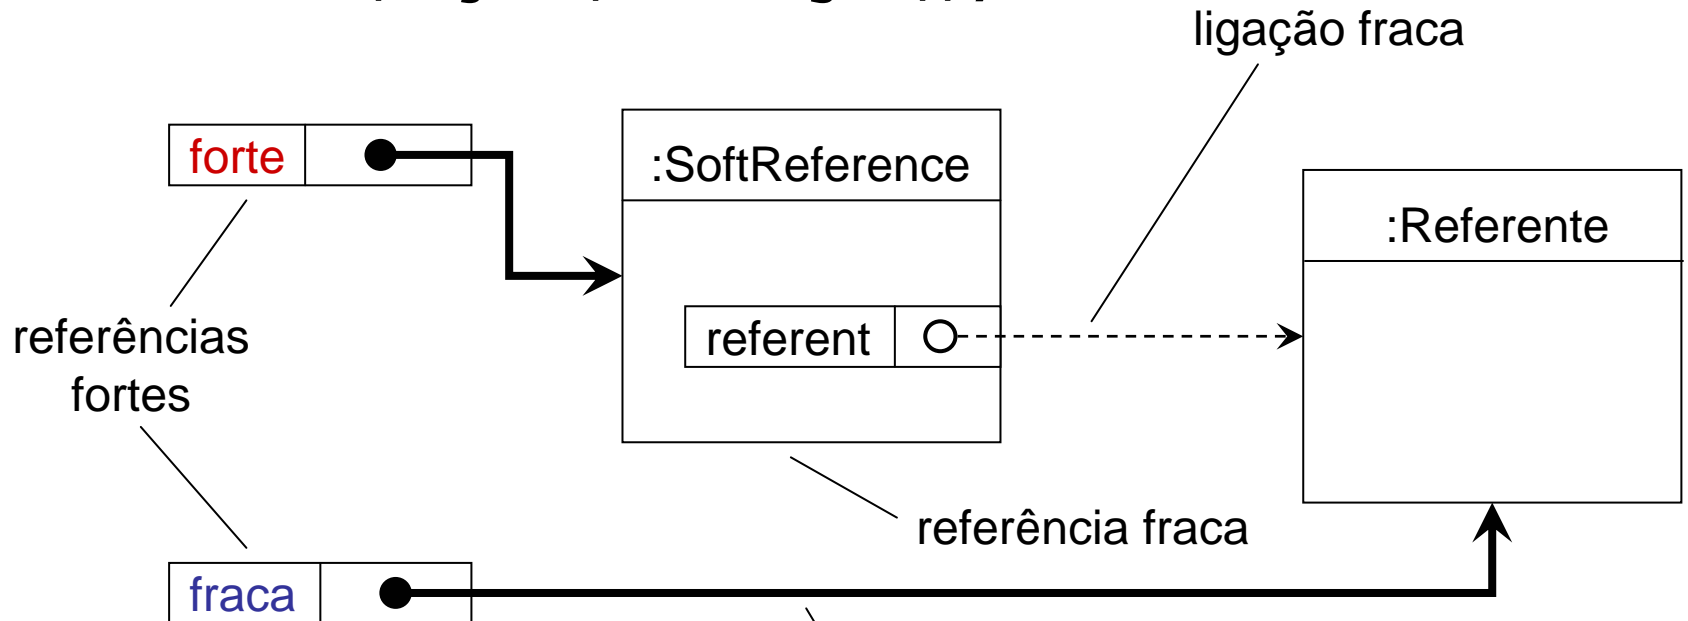 ligação fraca
forte
:SoftReference
:Referente
referências
fortes
referent
referência fraca
fraca